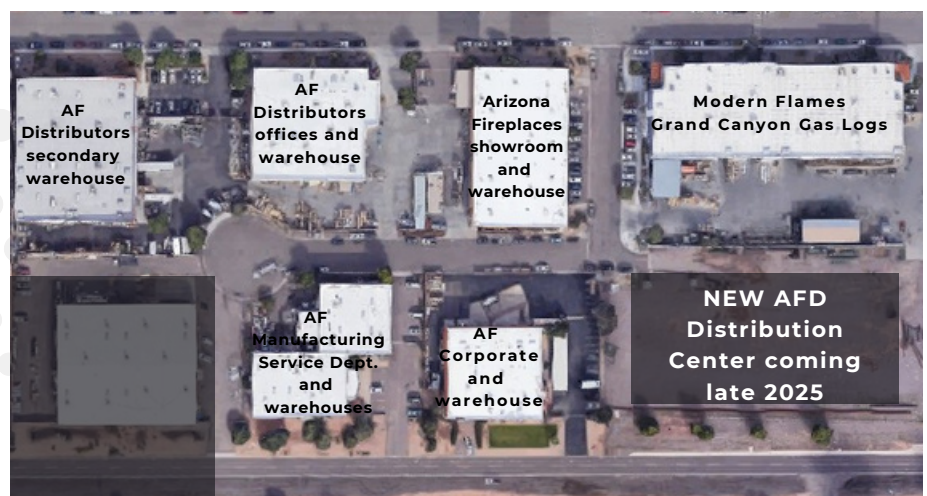 AF
Distributors
secondary
warehouse
AF
Distributors
offices and
warehouse
Arizona
Fireplaces
showroom
and
warehouse
Modern Flames
Grand Canyon Gas Logs
AF
Manufacturing
Service Dept.
and
warehouses
AF
Corporate
and
warehouse
NEW AFD
Distribution
Center coming
late 2025